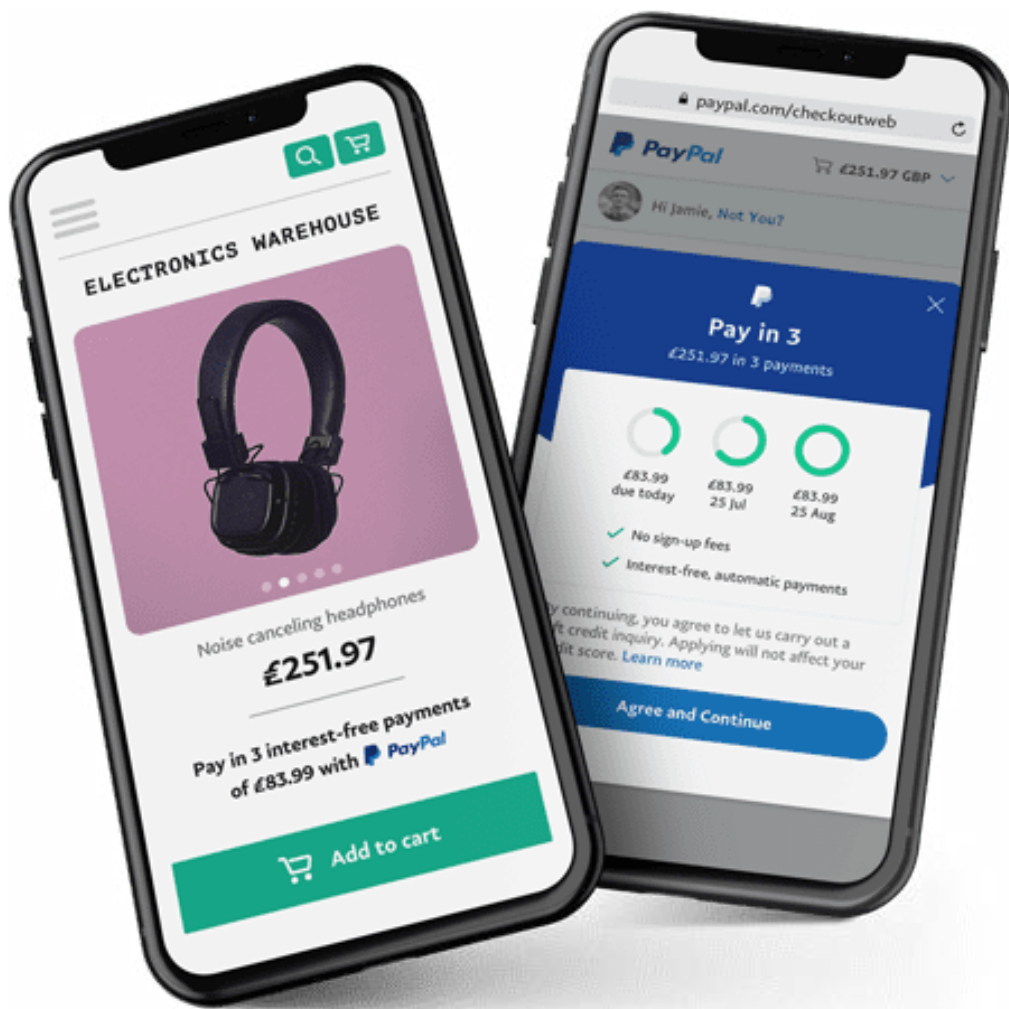 ELECTRONICS WAREHOUSE
Noise canceling headphones
£251.97
Pay in 3 interest-free payments
of £83.99 with PayPal
Add to cart
paypal.com/checkoutweb
PayPal
£251.97 GBP
Hi Jamie, Not You?
Pay in 3
£251.97 in 3 payments
£83.99
due today
£83.99
25 Jul
£83.99
25 Aug
No sign-up fees
Interest-free, automatic payments
continuing, you agree to let us carry out a
credit inquiry. Applying will not affect your
score. Learn more
Agree and Continue